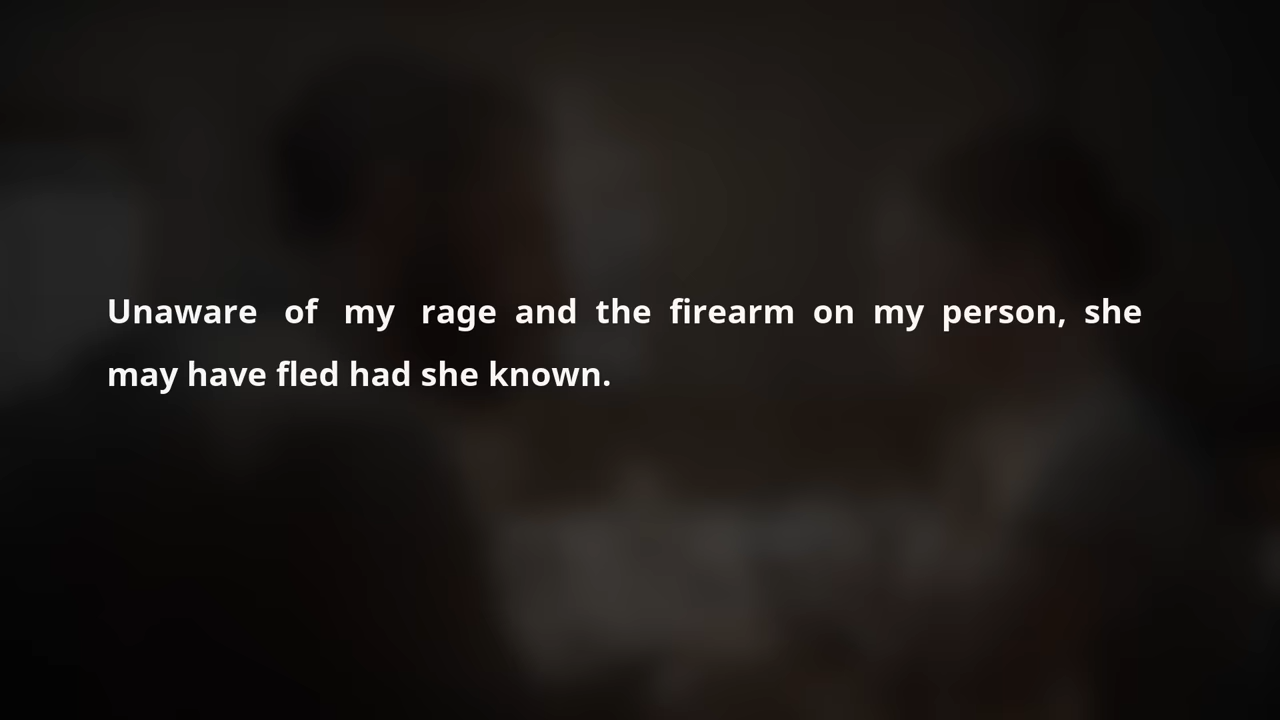 Unaware of my rage and the firearm on my person, she
may have fled had she known.